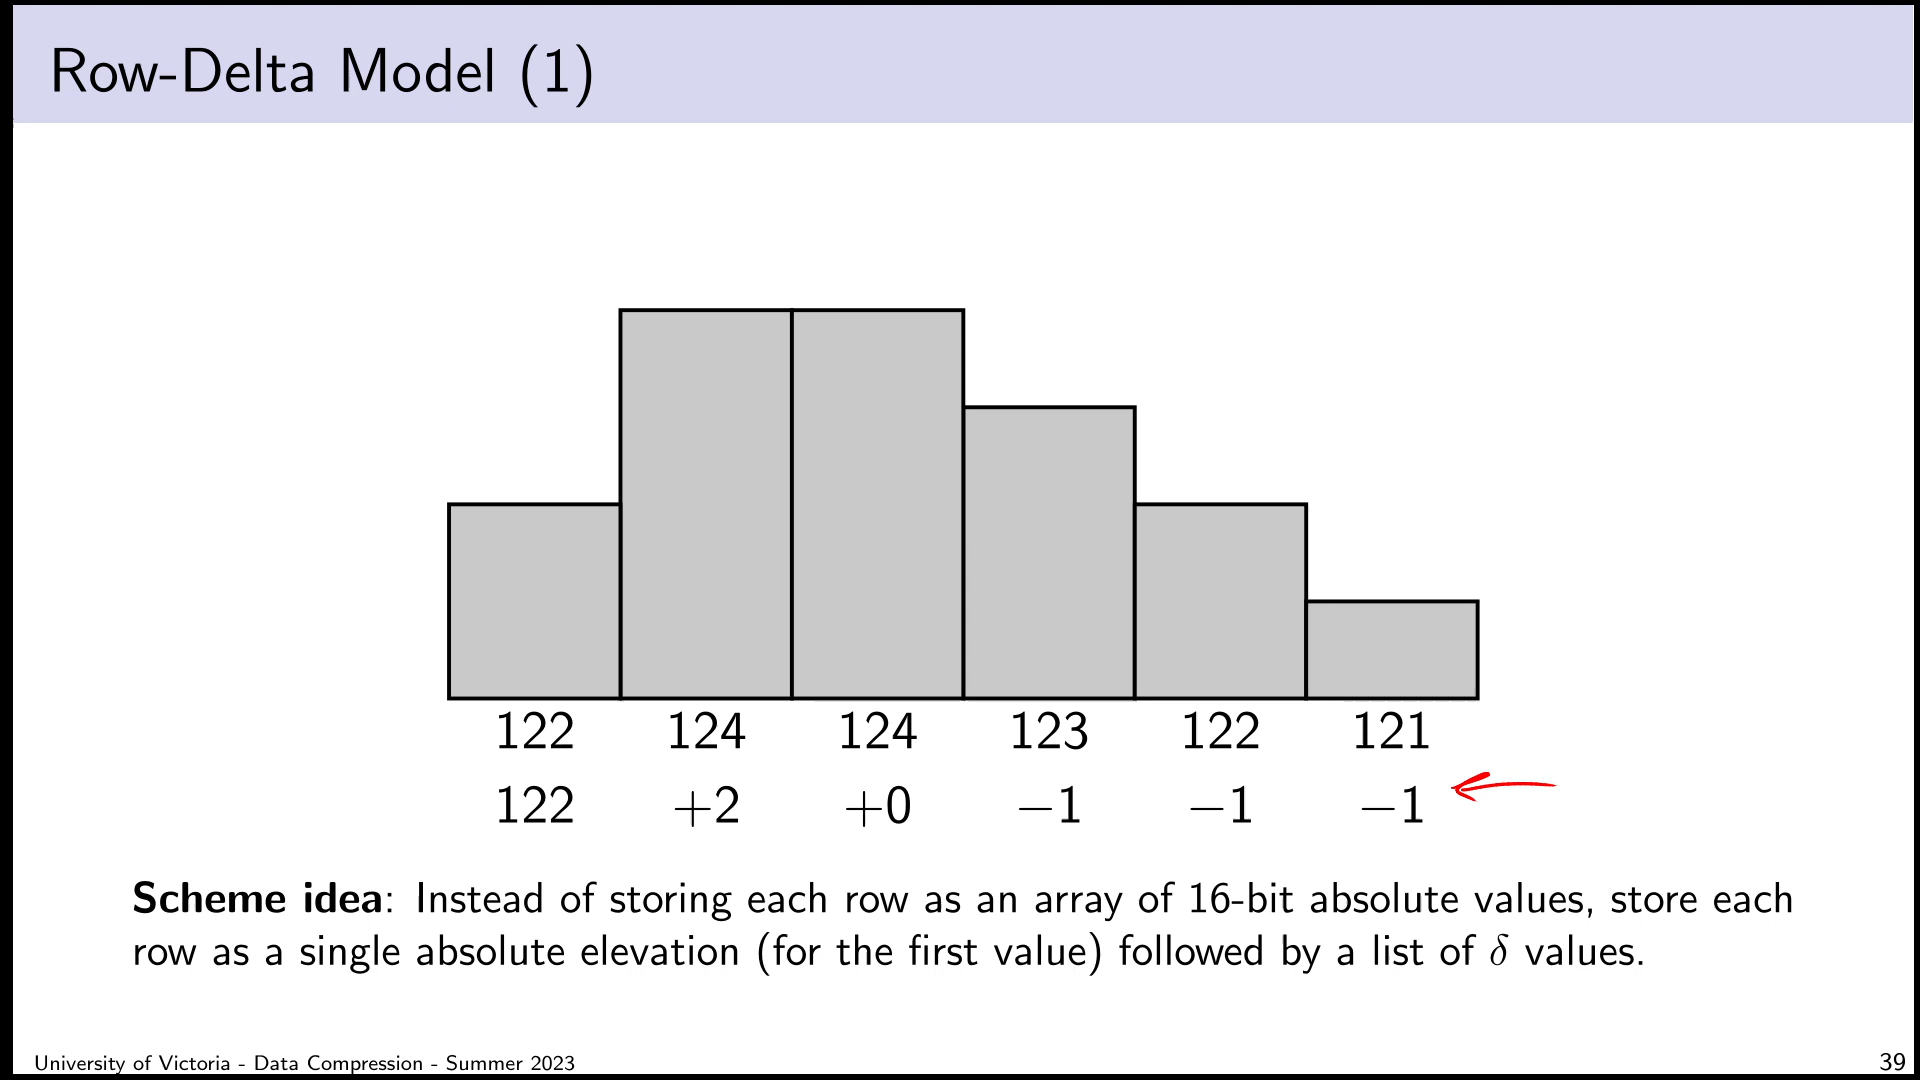 Row-Delta Model (1)
122 124 124 123 122 121
122 +2 +0 −1 −1 −1
Scheme idea: Instead of storing each row as an array of 16-bit absolute values, store each
row as a single absolute elevation (for the first value) followed by a list of δ values.
University of Victoria - Data Compression - Summer 2023 39